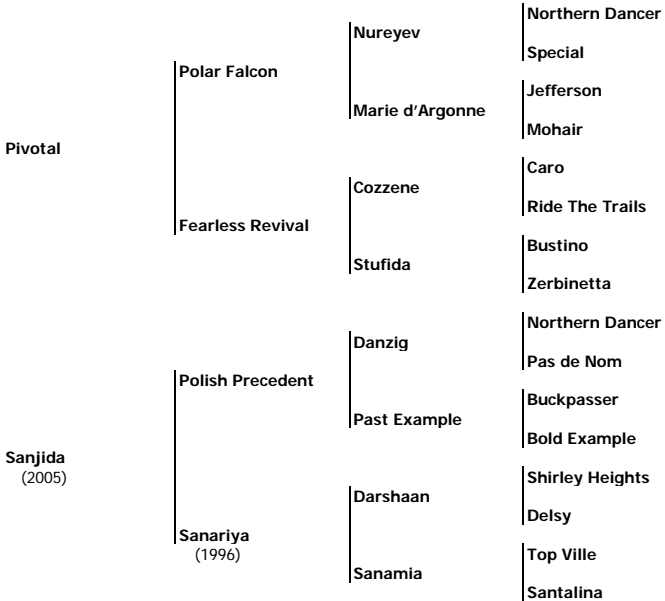 Northern Dancer
Nureyev
Special
Polar Falcon
Jefferson
Marie d'Argonne
Mohair
Pivotal
Caro
Cozzene
Ride The Trails
Fearless Revival
Bustino
Stufida
Zerbinetta
Northern Dancer
Danzig
Pas de Nom
Polish Precedent
Buckpasser
Past Example
Bold Example
Sanjida
(2005)
Shirley Heights
Darshaan
Delsy
Sanariya
(1996)
Top Ville
Sanamia
Santalina